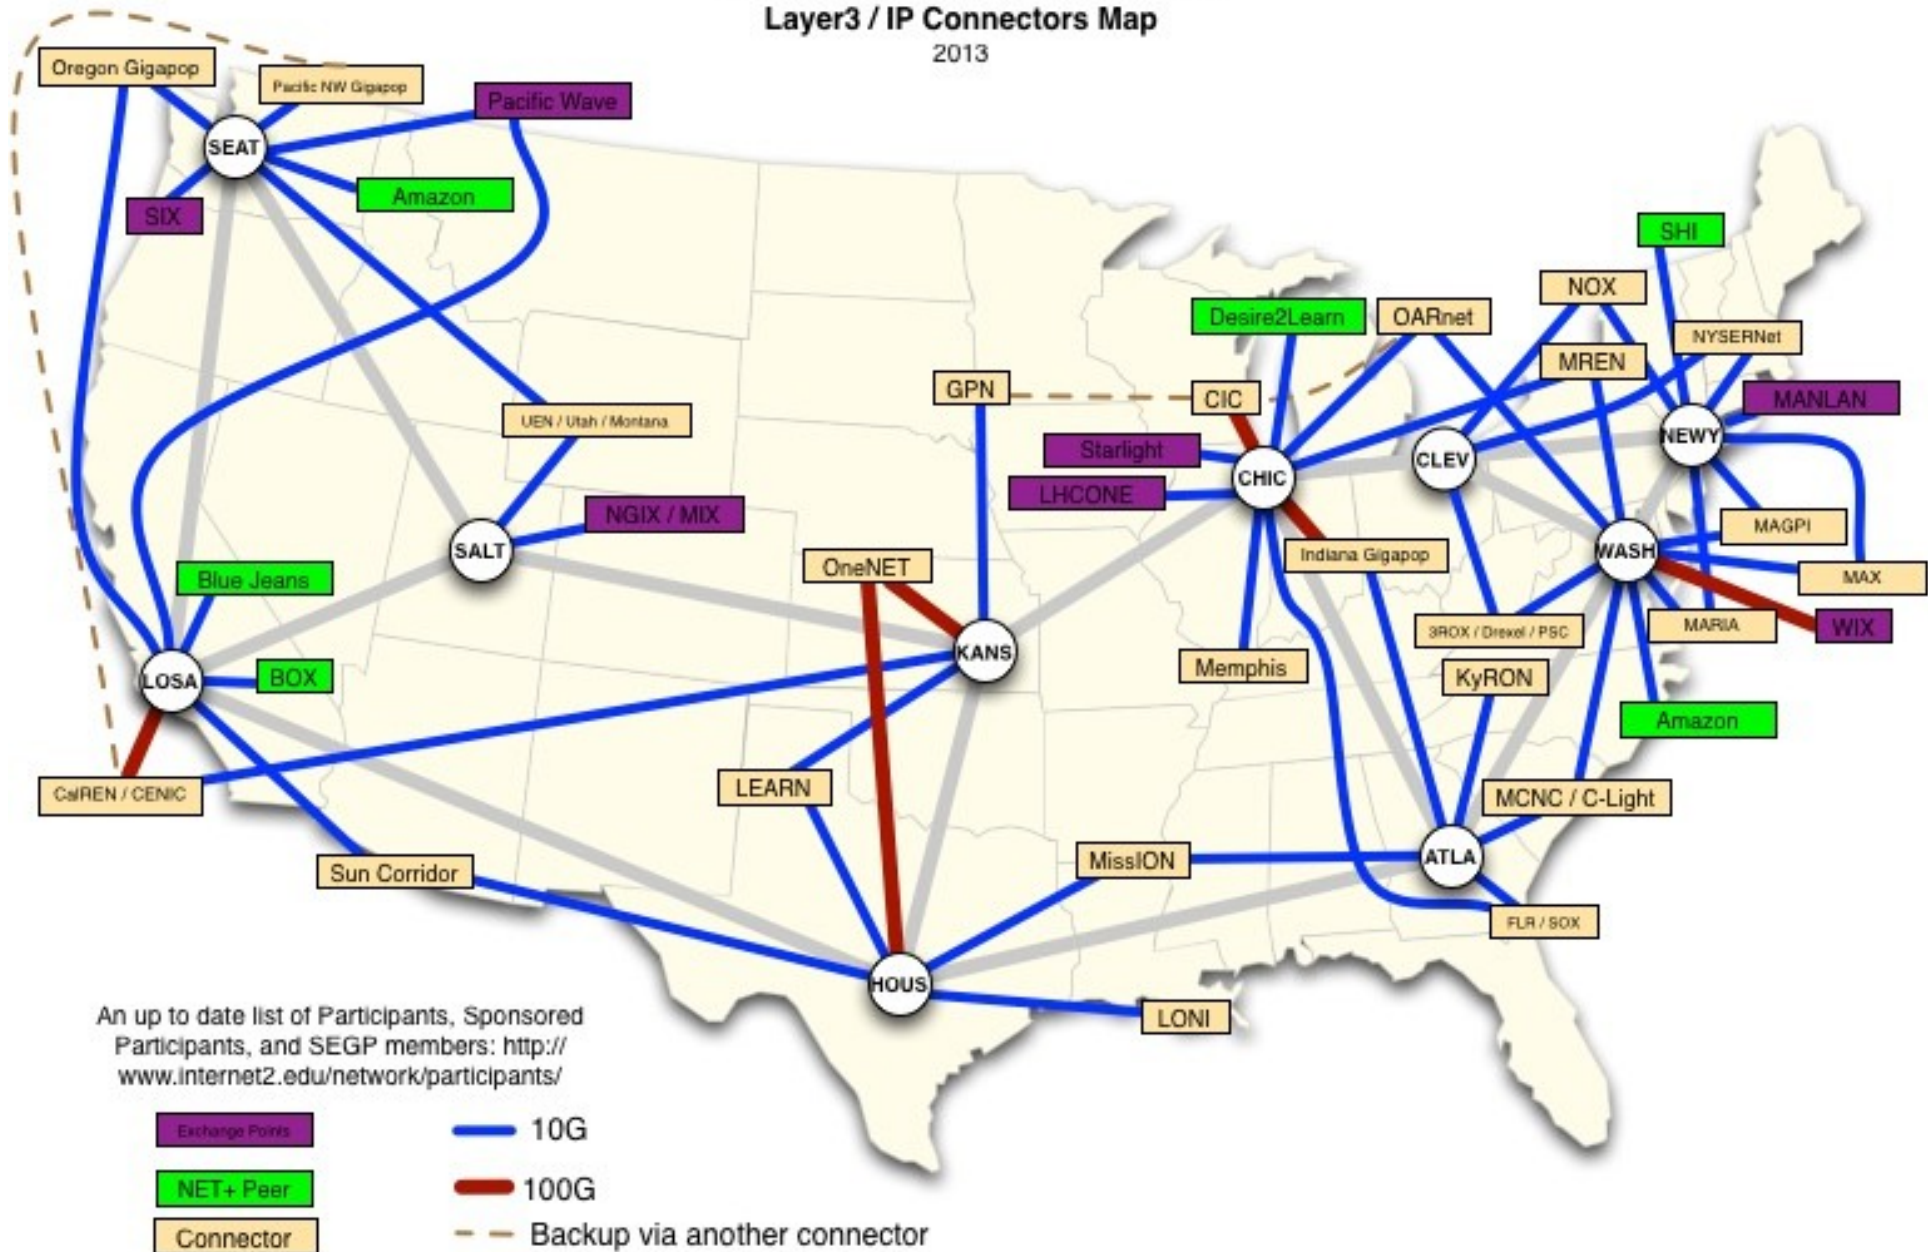 Layer3 / IP Connectors Map
2013
Oregon Gigapop
Pacific NW Gigapop
Pacific Wave
SEAT
Amazon
SIX
SHI
NOX
Desire2Learn
OARnet
NYSERNet
MREN
GPN
CIC
MANLAN
UEN / Utah / Montana
NEWY
Starlight
CLEV
CHIC
LHCONE
NGIX / MIX
MAGPI
SALT
WASH
Indiana Gigapop
OneNET
Blue Jeans
MAX
3ROX / Drexel / PSC
MARIA
WIX
KANS
Memphis
KyRON
LOSA
BOX
Amazon
CalREN / CENIC
LEARN
MCNC / C-Light
MissION
ATLA
Sun Corridor
FLR / SOX
HOUS
LONI
An up to date list of Participants, Sponsored
Participants, and SEGP members: http://
www.internet2.edu/network/participants/
Exchange Points
10G
NET+ Peer
100G
Connector
Backup via another connector